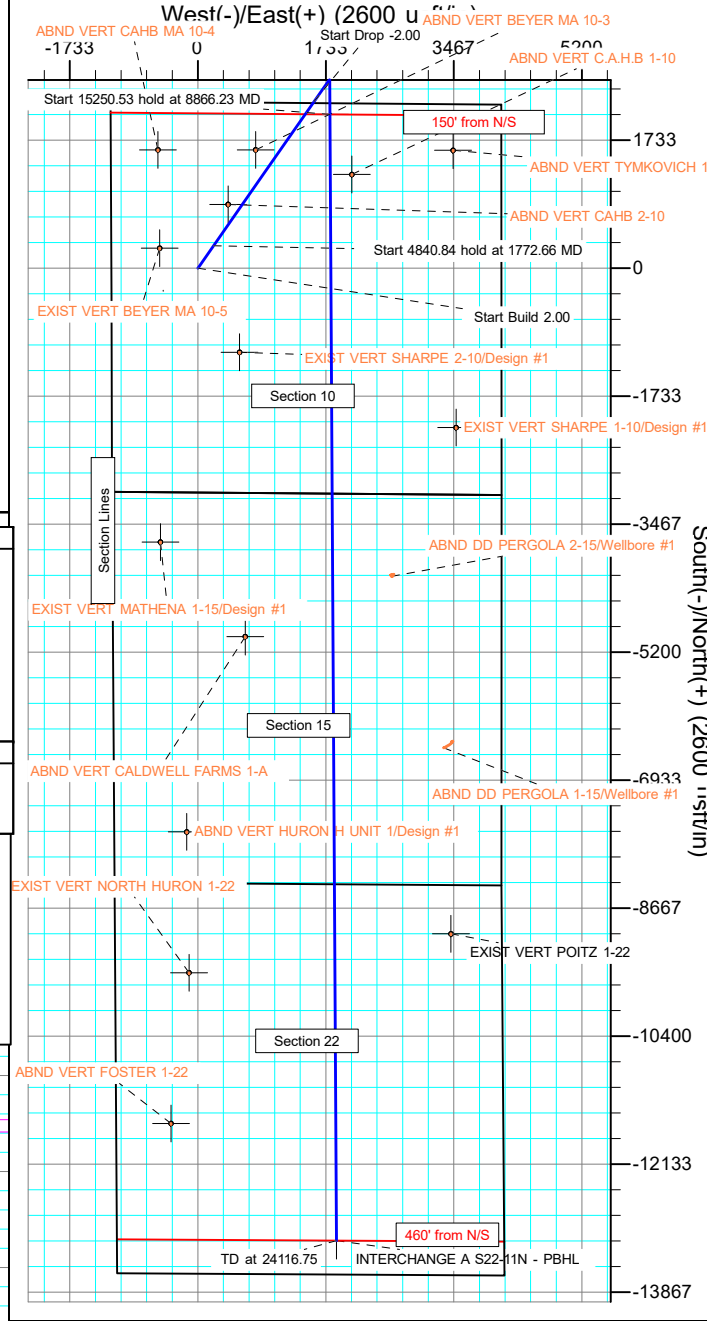 West(-)/East(+) (2600 usft/in)
-1733
0
1733
3467
5200
ABND VERT CAHB MA 10-4
ABND VERT BEYER MA 10-3
Start Drop -2.00
ABND VERT C.A.H.B 1-10
Start 15250.53 hold at 8866.23 MD
150' from N/S
1733
ABND VERT TYMKOVICH 1
ABND VERT CAHB 2-10
Start 4840.84 hold at 1772.66 MD
0
EXIST VERT BEYER MA 10-5
Start Build 2.00
EXIST VERT SHARPE 2-10/Design #1
Section 10
-1733
EXIST VERT SHARPE 1-10/Design #1
Section Lines
-3467
ABND DD PERGOLA 2-15/Wellbore #1
EXIST VERT MATHENA 1-15/Design #1
South(-)/North(+) (2600 usft/in)
-5200
Section 15
ABND VERT CALDWELL FARMS 1-A
-6933
ABND DD PERGOLA 1-15/Wellbore #1
ABND VERT HURON H UNIT 1/Design #1
EXIST VERT NORTH HURON 1-22
-8667
EXIST VERT POITZ 1-22
Section 22
-10400
ABND VERT FOSTER 1-22
-12133
460' from N/S
TD at 24116.75
INTERCHANGE A S22-11N - PBHL
-13867